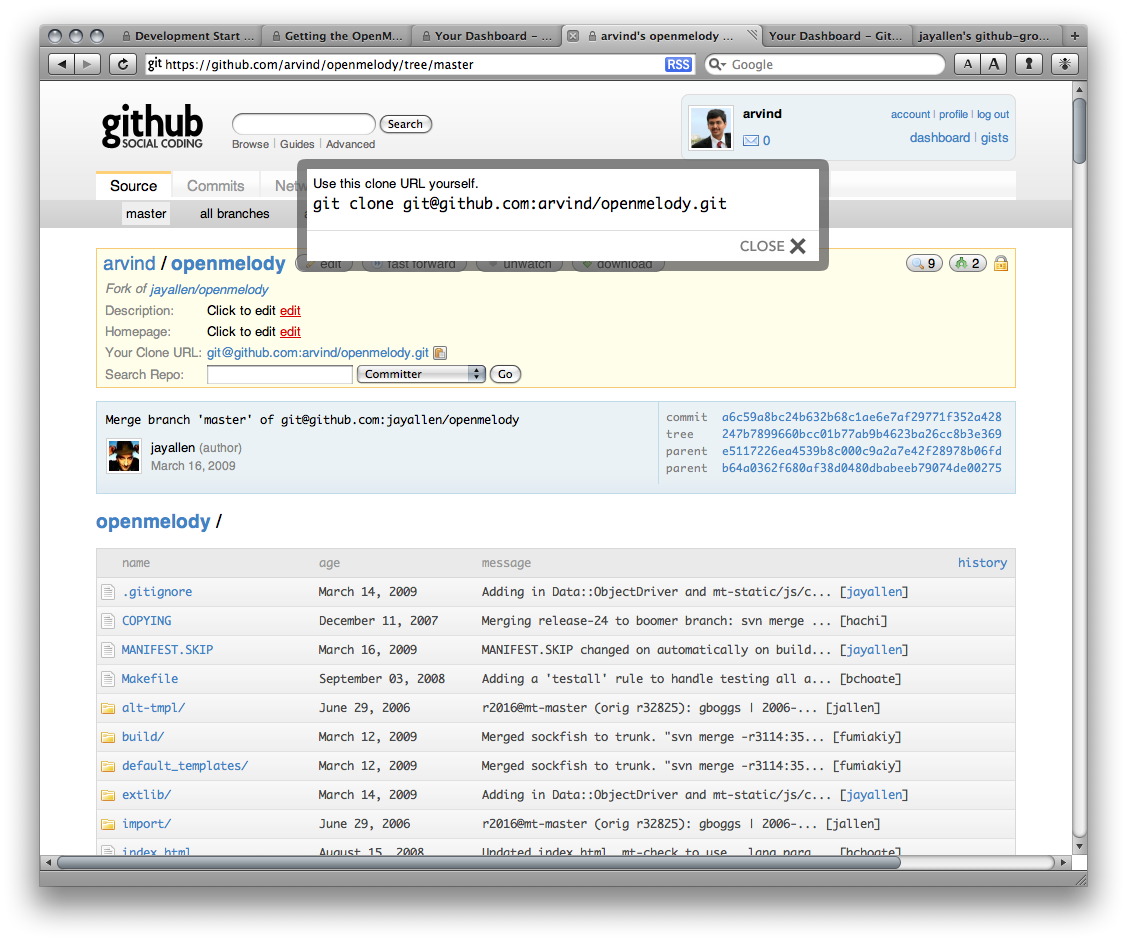 Development Start ...
Getting the OpenM...
Your Dashboard – ...
arvind's openmelody ...
Your Dashboard – Git...
jayallen's github-gro...
+
git https://github.com/arvind/openmelody/tree/master
RSS
Google
A A
github
SOCIAL CODING
Search
Browse | Guides | Advanced
arvind
0
account | profile | log out
dashboard | gists
Source
Commits
master
all branches
Use this clone URL yourself.
git clone git@github.com:arvind/openmelody.git
CLOSE
arvind / openmelody
edit
fast forward
unwatch
download
9
2
Fork of jayallen/openmelody
Description: Click to edit edit
Homepage: Click to edit edit
Your Clone URL: git@github.com:arvind/openmelody.git
Search Repo: Committer Go
Merge branch 'master' of git@github.com:jayallen/openmelody
jayallen (author)
March 16, 2009
commit a6c59a8bc24b632b68c1ae6e7af29771f352a428
tree 247b7899660bcc01b77ab9b4623ba26cc8b3e369
parent e5117226ea4539b8c000c9a2a7e42f28978b06fd
parent b64a0362f680af38d0480dbabeeb79074de00275
openmelody /
name age message history
.gitignore March 14, 2009 Adding in Data::ObjectDriver and mt-static/js/c... [jayallen]
COPYING December 11, 2007 Merging release-24 to boomer branch: svn merge ... [hachi]
MANIFEST.SKIP March 16, 2009 MANIFEST.SKIP changed on automatically on build... [jayallen]
Makefile September 03, 2008 Adding a 'testall' rule to handle testing all a... [bchoate]
alt-tmpl/ June 29, 2006 r2016@mt-master (orig r32825): gboggs | 2006-... [jallen]
build/ March 12, 2009 Merged sockfish to trunk. "svn merge -r3114:35... [fumiakiy]
default_templates/ March 12, 2009 Merged sockfish to trunk. "svn merge -r3114:35... [fumiakiy]
extlib/ March 14, 2009 Adding in Data::ObjectDriver and mt-static/js/c... [jayallen]
import/ June 29, 2006 r2016@mt-master (orig r32825): gboggs | 2006-... [jallen]
index.html August 15, 2008 Updated index.html, mt-check to use __lang para... [bchoate]